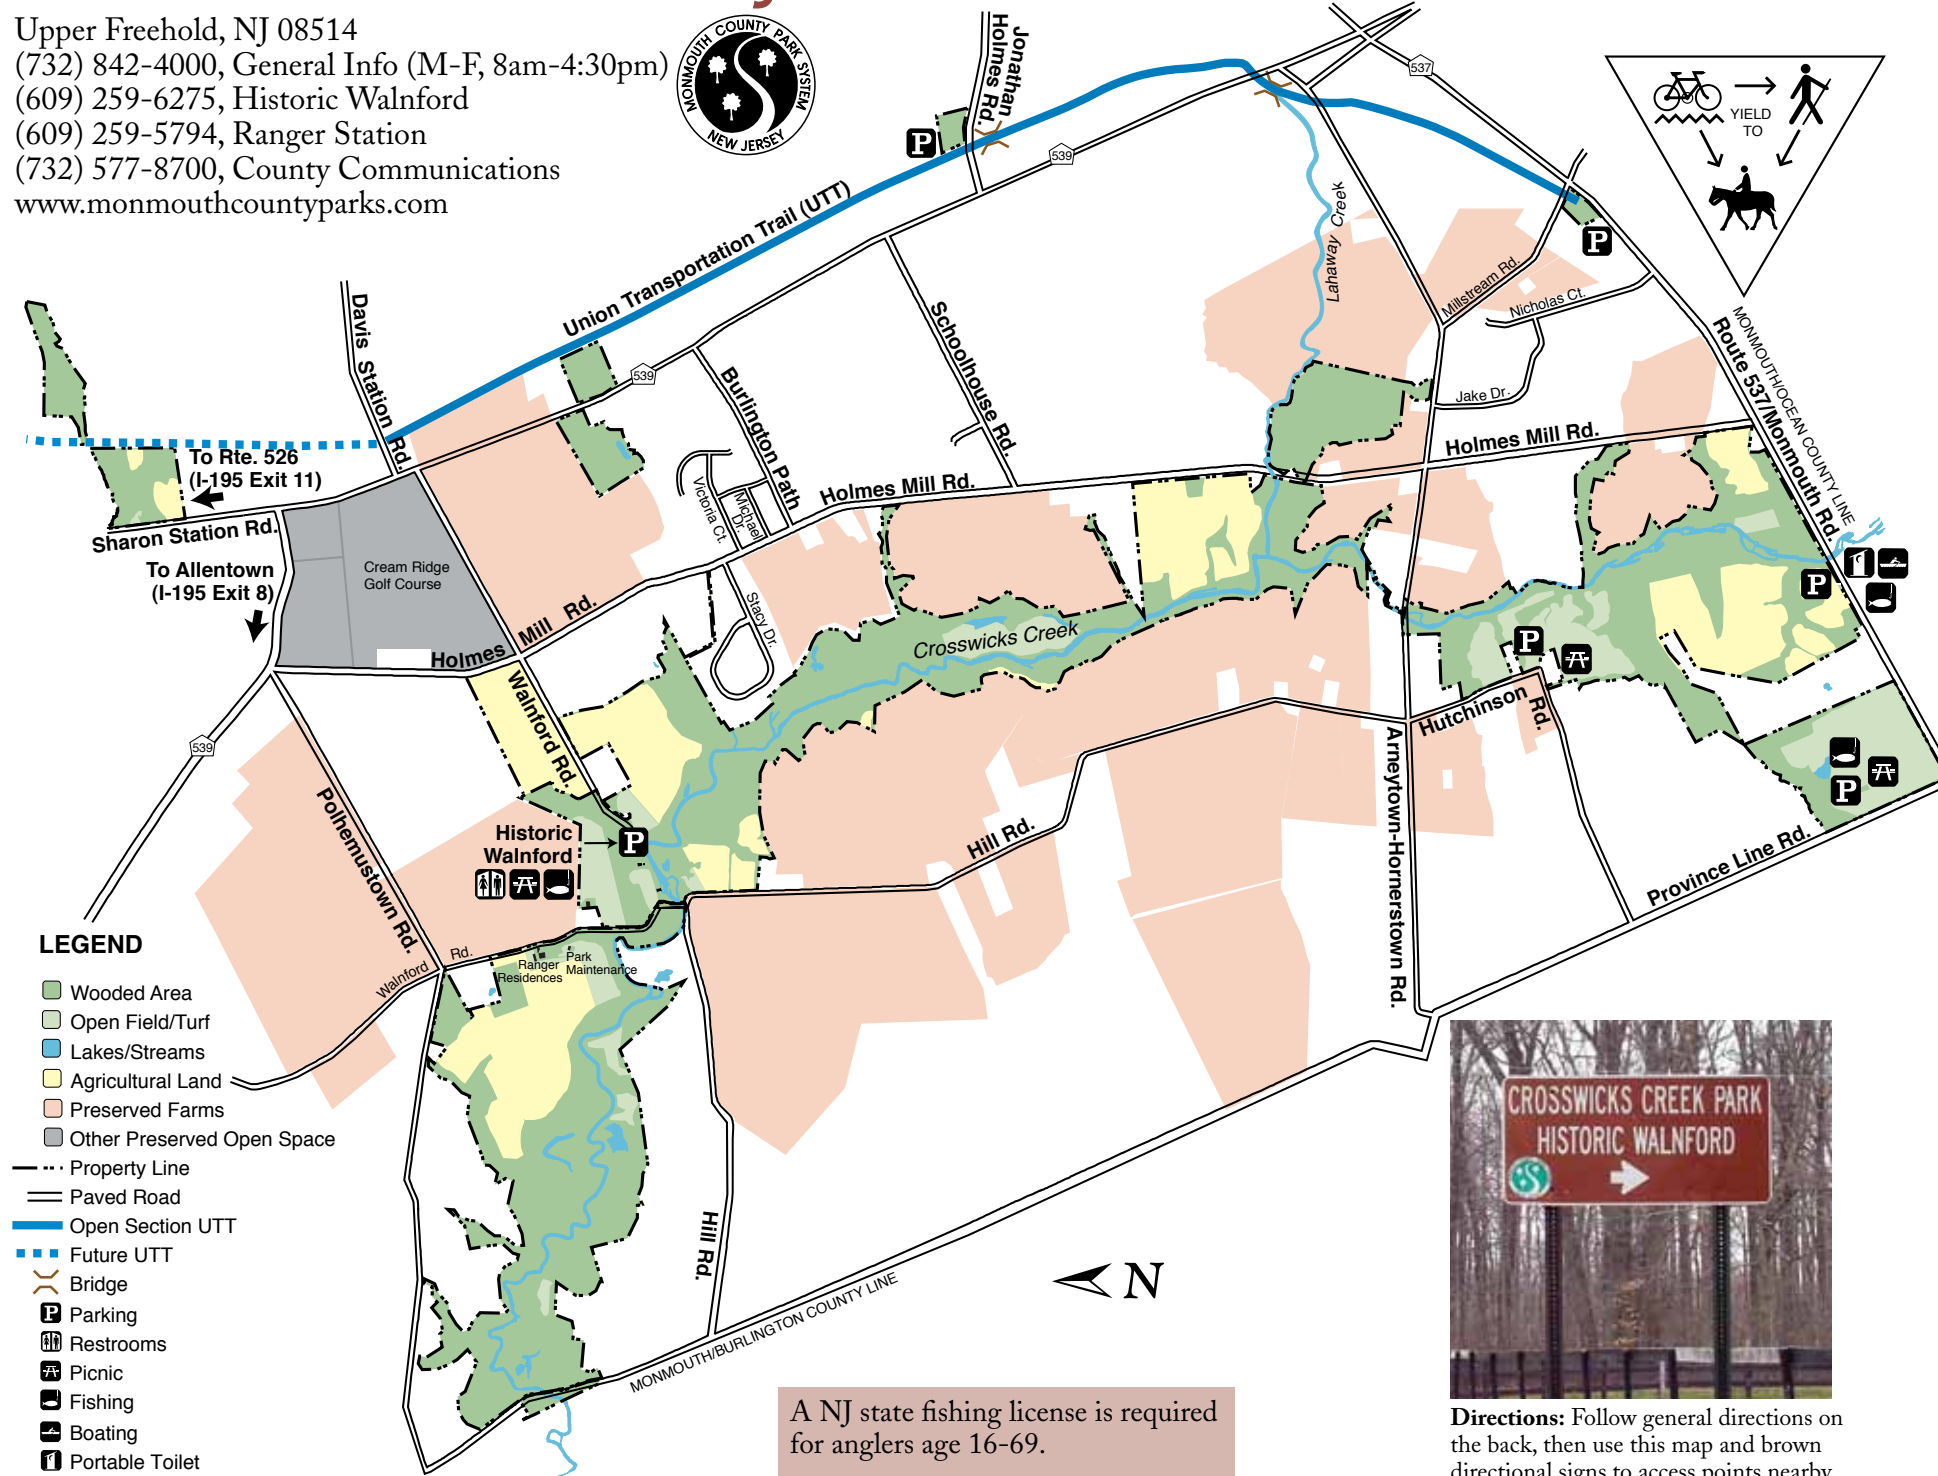 Upper Freehold, NJ 08514
(732) 842-4000, General Info (M-F, 8am-4:30pm)
(609) 259-6275, Historic Walnford
(609) 259-5794, Ranger Station
(732) 577-8700, County Communications
www.monmouthcountyparks.com
MONMOUTH COUNTY PARK SYSTEM
NEW JERSEY
Jonathan
Holmes Rd.
P
537
YIELD
TO
539
Union Transportation Trail (UTT)
Lahaway Creek
P
Millstream Rd.
Nicholas Ct.
MONMOUTH/OCEAN COUNTY LINE
Route 537/Monmouth Rd.
Davis Station Rd
Schoolhouse Rd.
539
Burlington Path
Jake Dr.
Holmes Mill Rd.
To Rte. 526
(I-195 Exit 11)
Sharon Station Rd.
Victoria Ct.
Michael
Dr.
Holmes Mill Rd.
To Allentown
(I-195 Exit 8)
Cream Ridge
Golf Course
Stacy Dr.
P
Holmes Mill Rd.
Crosswicks Creek
P
Walnford Rd.
Hutchinson Rd.
539
Arneytown-Hornerstown Rd.
P
Polhemustown Rd.
Historic
Walnford
P
Hill Rd.
Province Line Rd.
Walnford Rd.
Ranger
Residences
Park
Maintenance
LEGEND
Wooded Area
Open Field/Turf
Lakes/Streams
Agricultural Land
Preserved Farms
Other Preserved Open Space
Property Line
Paved Road
Open Section UTT
Future UTT
Bridge
P Parking
Restrooms
Picnic
Fishing
Boating
Portable Toilet
Hill Rd.
MONMOUTH/BURLINGTON COUNTY LINE
N
A NJ state fishing license is required
for anglers age 16-69.
CROSSWICKS CREEK PARK
HISTORIC WALNFORD
Directions: Follow general directions on
the back, then use this map and brown
directional signs to access points nearby